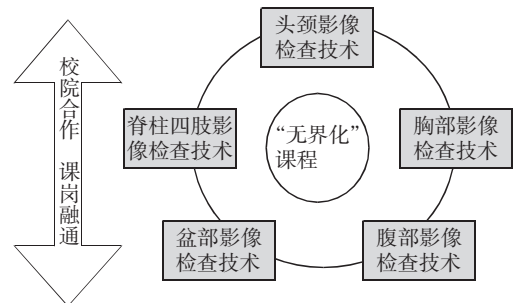 校院合作 课岗融通
头颈影像
检查技术
脊柱四肢影
像检查技术
“无界化”
课程
胸部影像
检查技术
盆部影像
检查技术
腹部影像
检查技术